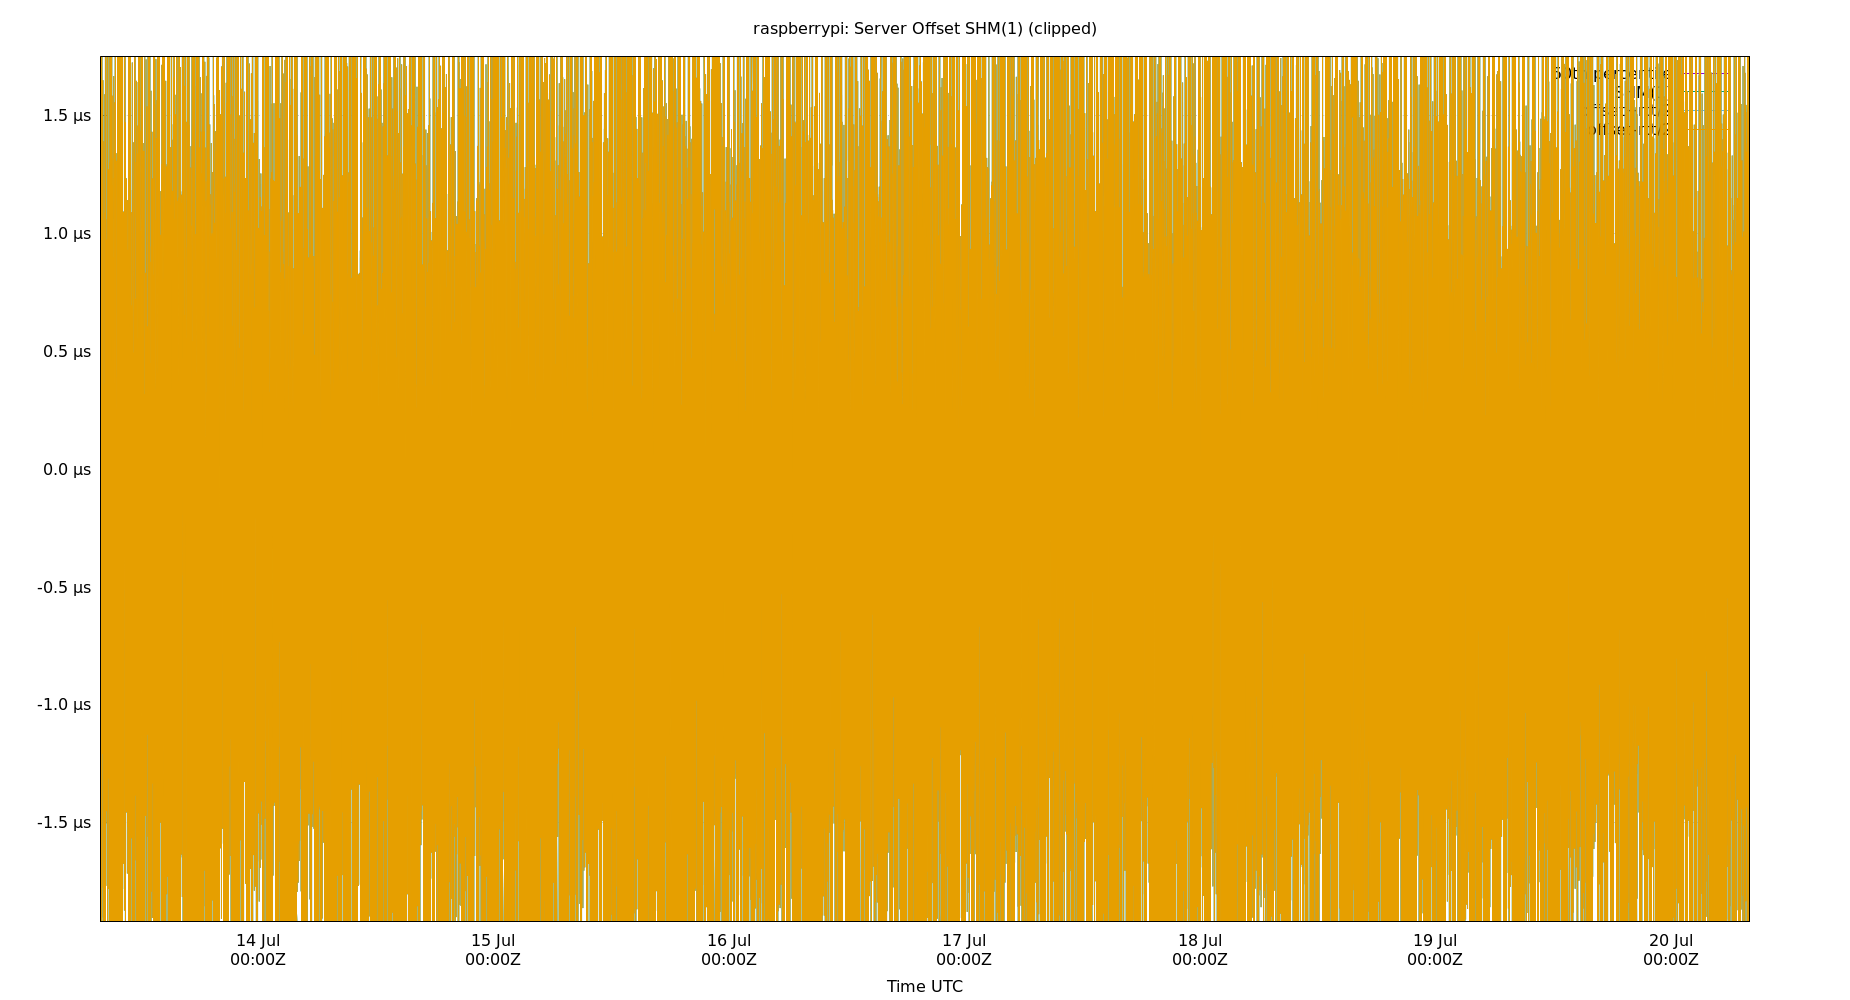 raspberrypi: Server Offset SHM(1) (clipped)
1.5 µs
1.0 µs
0.5 µs
0.0 µs
-0.5 µs
-1.0 µs
-1.5 µs
14 Jul 15 Jul 16 Jul 17 Jul 18 Jul 19 Jul 20 Jul
00:00Z 00:00Z 00:00Z 00:00Z 00:00Z 00:00Z 00:00Z
Time UTC